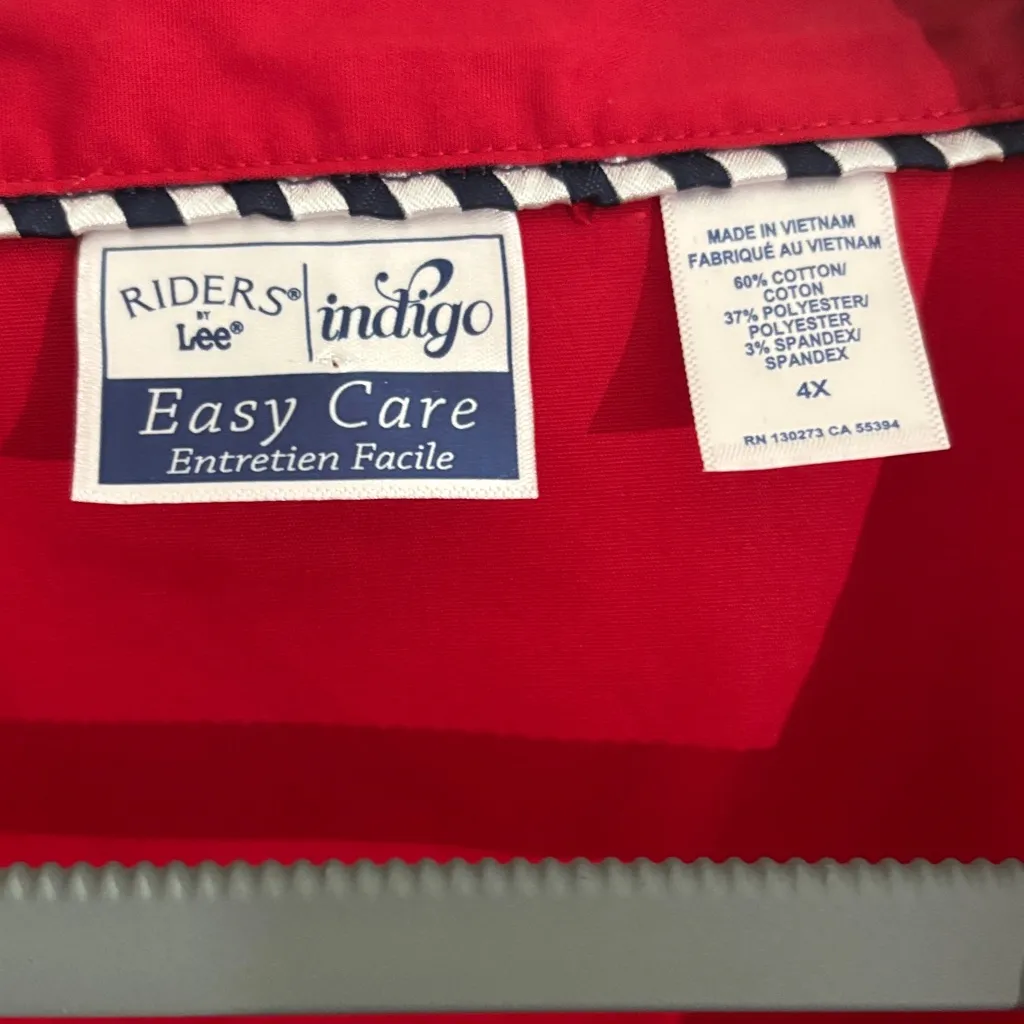 RIDERS®
BY
Lee®
indigo
Easy Care
Entretien Facile
MADE IN VIETNAM
FABRIQUÉ AU VIETNAM
60% COTTON/
COTON
37% POLYESTER/
POLYESTER
3% SPANDEX/
SPANDEX
4X
RN 130273 CA 55394